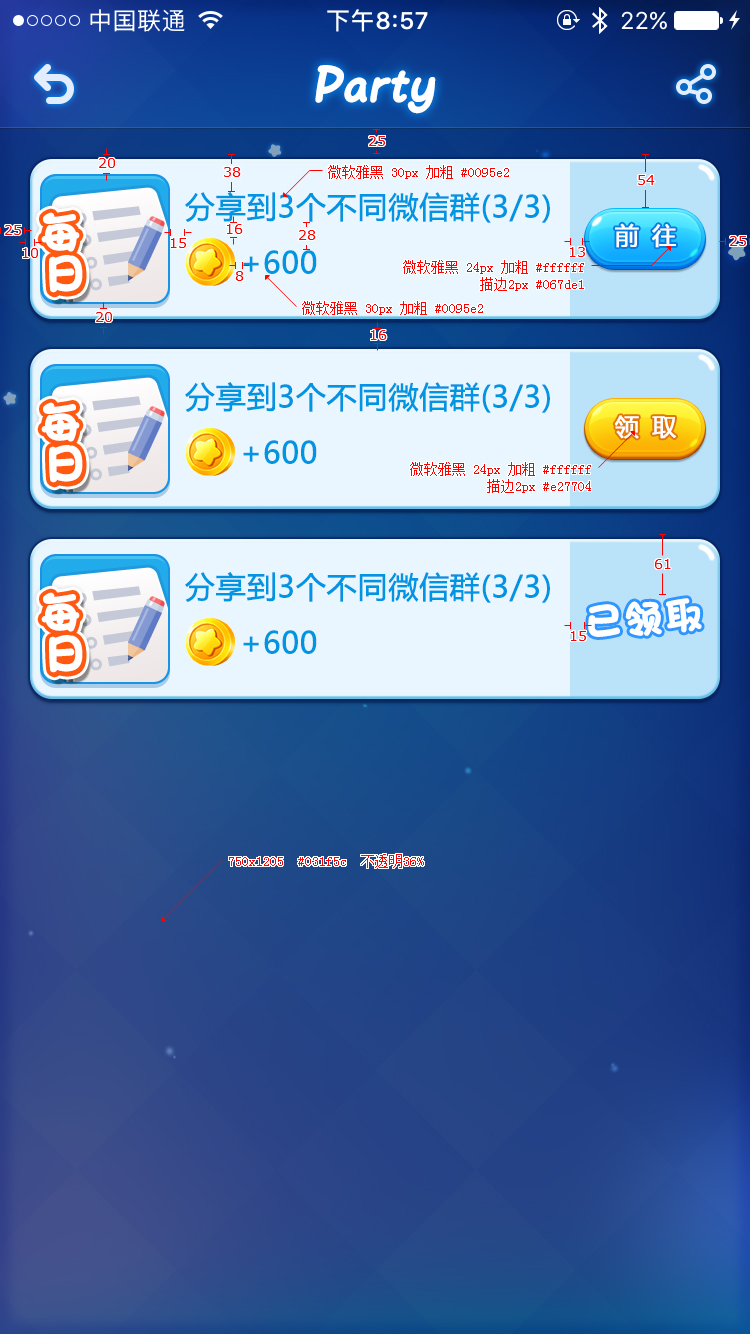 中国联通 下午8:57 22%
Party
25
20
38
微软雅黑 30px 加粗 #0095e2
54
分享到3个不同微信群(3/3)
25
10
每日
15
16
28
13
前往
25
+600
8
微软雅黑 24px 加粗 #ffffff
描边2px #067de1
微软雅黑 30px 加粗 #0095e2
20
16
分享到3个不同微信群(3/3)
每日
领取
+600
微软雅黑 24px 加粗 #ffffff
描边2px #e27704
61
分享到3个不同微信群(3/3)
每日
已领取
15
+600
750x1205 #031f5c 不透明36%